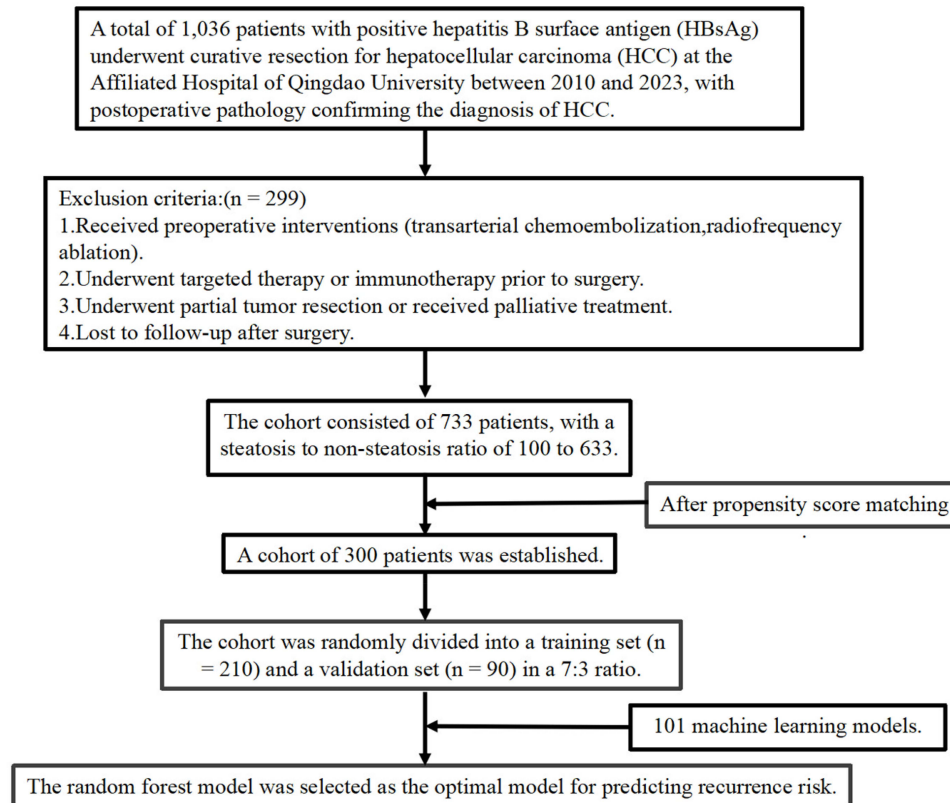 A total of 1,036 patients with positive hepatitis B surface antigen (HBsAg)
underwent curative resection for hepatocellular carcinoma (HCC) at the
Affiliated Hospital of Qingdao University between 2010 and 2023, with
postoperative pathology confirming the diagnosis of HCC.
Exclusion criteria:(n = 299)
1.Received preoperative interventions (transarterial chemoembolization,radiofrequency
ablation).
2.Underwent targeted therapy or immunotherapy prior to surgery.
3.Underwent partial tumor resection or received palliative treatment.
4.Lost to follow-up after surgery.
The cohort consisted of 733 patients, with a
steatosis to non-steatosis ratio of 100 to 633.
After propensity score matching
.
A cohort of 300 patients was established.
The cohort was randomly divided into a training set (n
= 210) and a validation set (n = 90) in a 7:3 ratio.
101 machine learning models.
The random forest model was selected as the optimal model for predicting recurrence risk.